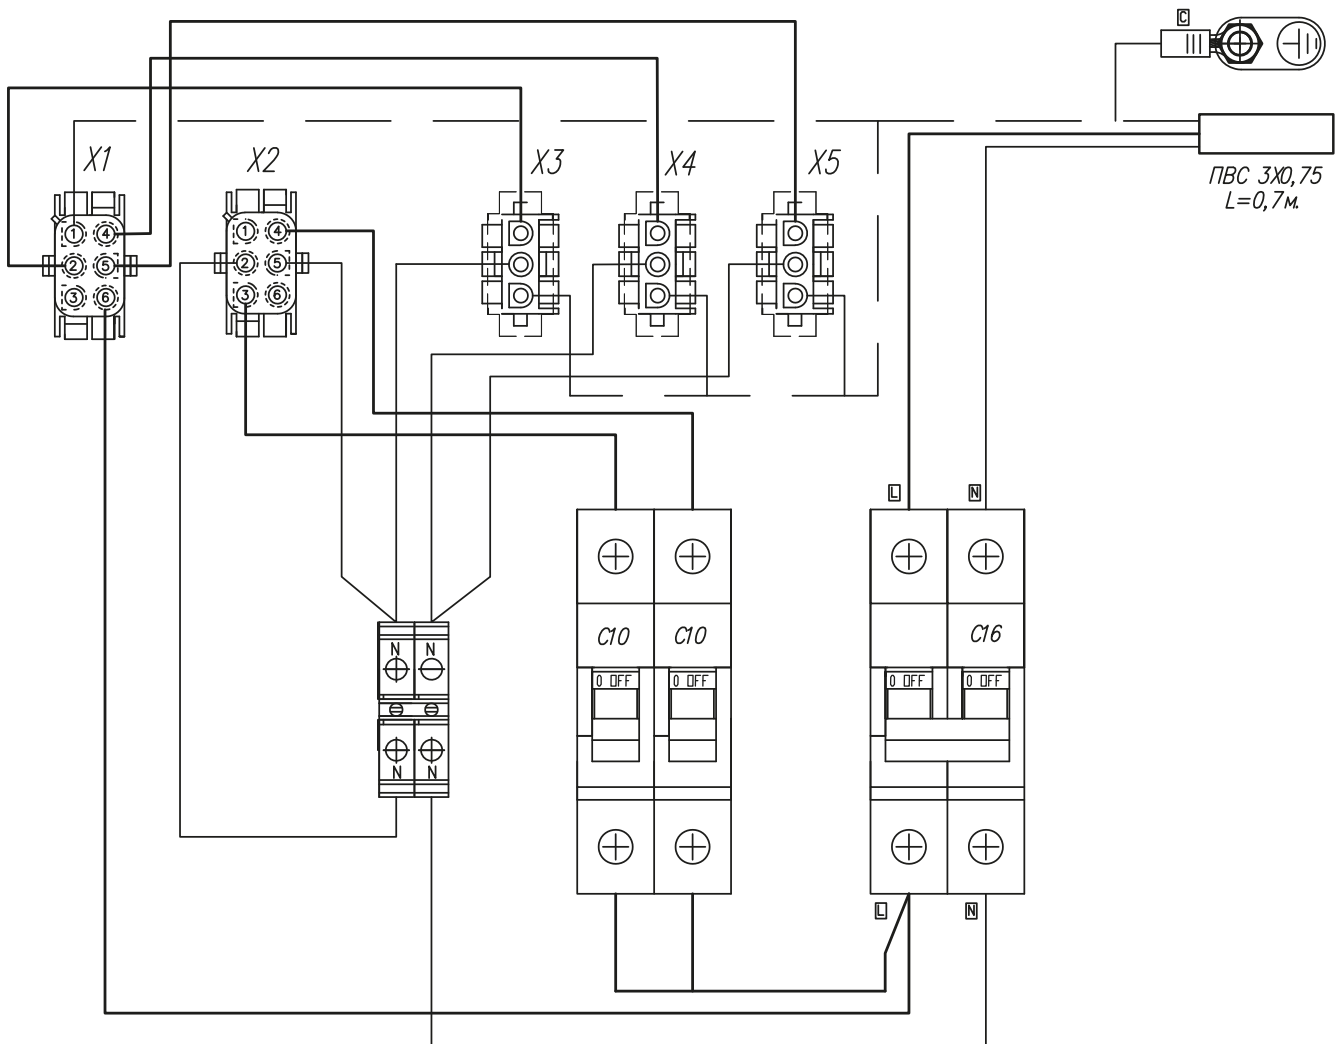 C
X1
X2
X3
X4
X5
ПВС 3Х0,75
L=0,7м.
1 4
2 5
3 6
1 4
2 5
3 6
L N
C10 C10 C16
N N
0 OFF 0 OFF 0 OFF 0 OFF
N N
L N